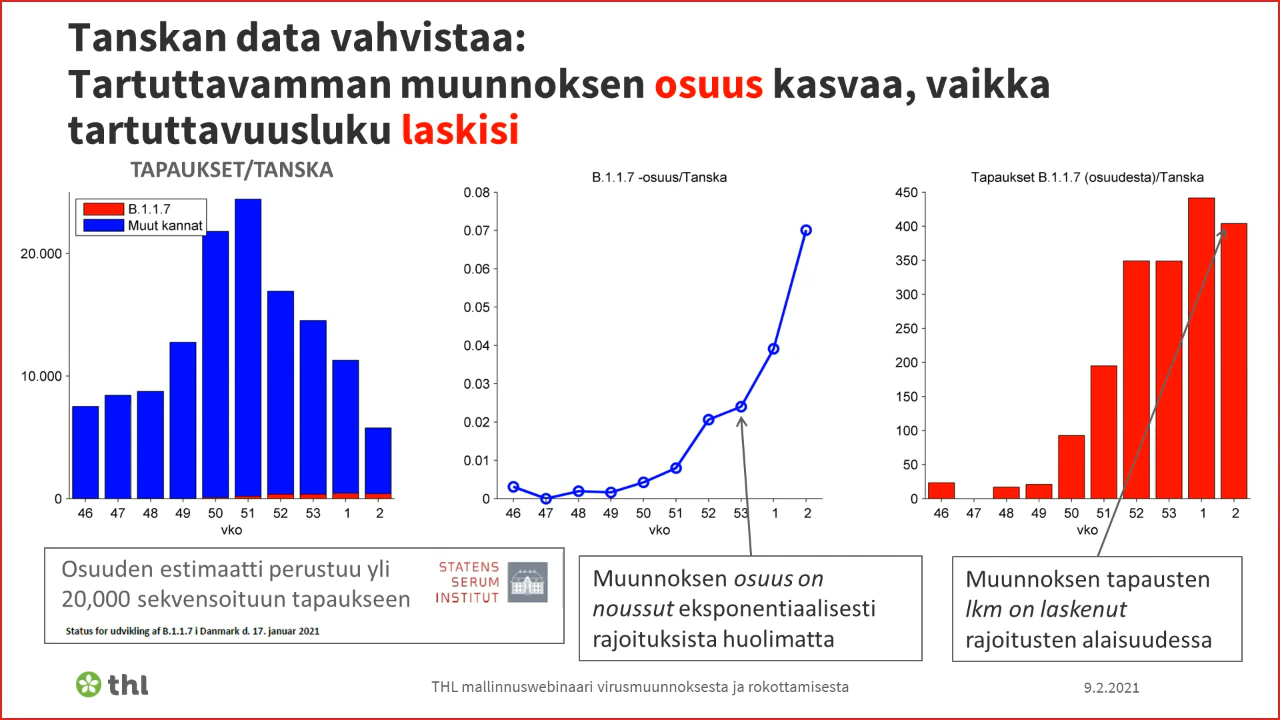 Tanskan data vahvistaa:
Tartuttavamman muunnoksen osuus kasvaa, vaikka
tartuttavuusluku laskisi
TAPAUKSET/TANSKA
B.1.1.7
Muut kannat
20.000
10.000
0
46 47 48 49 50 51 52 53 1 2
vko
B.1.1.7 -osuus/Tanska
0.08
0.07
0.06
0.05
0.04
0.03
0.02
0.01
0
46 47 48 49 50 51 52 53 1 2
vko
Tapaukset B.1.1.7 (osuudesta)/Tanska
450
400
350
300
250
200
150
100
50
0
46 47 48 49 50 51 52 53 1 2
vko
Osuuden estimaatti perustuu yli
20,000 sekvensoituun tapaukseen
STATENS
SERUM
INSTITUT
Status for udvikling af B.1.1.7 i Danmark d. 17. januar 2021
Muunnoksen osuus on
noussut eksponentiaalisesti
rajoituksista huolimatta
Muunnoksen tapausten
lkm on laskenut
rajoitusten alaisuudessa
thl
THL mallinnuswebinaari virusmuunnoksesta ja rokottamisesta
9.2.2021